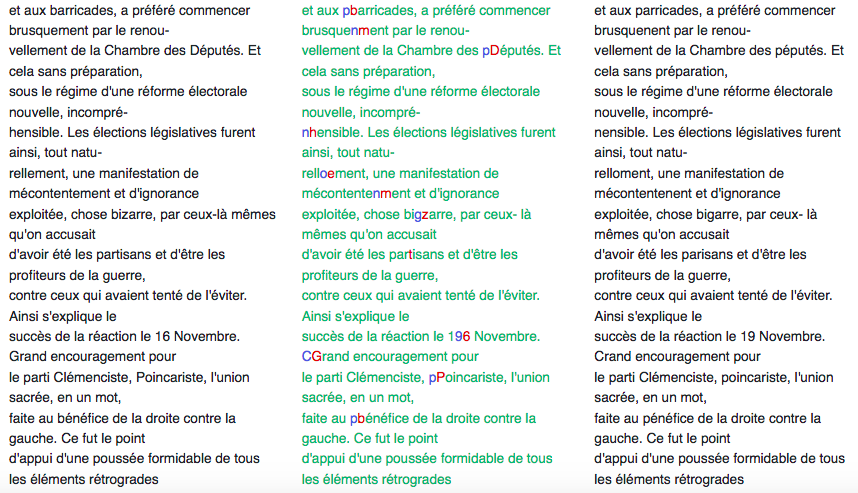 et aux barricades, a préféré commencer
brusquement par le renou-
vellement de la Chambre des Députés. Et
cela sans préparation,
sous le régime d'une réforme électorale
nouvelle, incompré-
hensible. Les élections législatives furent
ainsi, tout natu-
rellement, une manifestation de
mécontentement et d'ignorance
exploitée, chose bizarre, par ceux-là mêmes
qu'on accusait
d'avoir été les partisans et d'être les
profiteurs de la guerre,
contre ceux qui avaient tenté de l'éviter.
Ainsi s'explique le
succès de la réaction le 16 Novembre.
Grand encouragement pour
le parti Clémenciste, Poincariste, l'union
sacrée, en un mot,
faite au bénéfice de la droite contre la
gauche. Ce fut le point
d'appui d'une poussée formidable de tous
les éléments rétrogrades
et aux pbarricades, a préféré commencer
brusquenment par le renou-
vellement de la Chambre des pDéputés. Et
cela sans préparation,
sous le régime d'une réforme électorale
nouvelle, incompré-
nhensible. Les élections législatives furent
ainsi, tout natu-
relloement, une manifestation de
mécontentenment et d'ignorance
exploitée, chose bigzarre, par ceux- là
mêmes qu'on accusait
d'avoir été les partisans et d'être les
profiteurs de la guerre,
contre ceux qui avaient tenté de l'éviter.
Ainsi s'explique le
succès de la réaction le 196 Novembre.
CGrand encouragement pour
le parti Clémenciste, pPoincariste, l'union
sacrée, en un mot,
faite au pbénéfice de la droite contre la
gauche. Ce fut le point
d'appui d'une poussée formidable de tous
les éléments rétrogrades
et aux parricades, a préféré commencer
brusquenent par le renou-
vellement de la Chambre des péputés. Et
cela sans préparation,
sous le régime d'une réforme électorale
nouvelle, incompré-
nensible. Les élections législatives furent
ainsi, tout natu-
relloment, une manifestation de
mécontentenent et d'ignorance
exploitée, chose bigarre, par ceux- là
mêmes qu'on accusait
d'avoir été les parisans et d'être les
profiteurs de la guerre,
contre ceux qui avaient tenté de l'éviter.
Ainsi s'explique le
succès de la réaction le 19 Novembre.
Crand encouragement pour
le parti Clémenciste, poincariste, l'union
sacrée, en un mot,
faite au pénéfice de la droite contre la
gauche. Ce fut le point
d'appui d'une poussée formidable de tous
les éléments rétrogrades